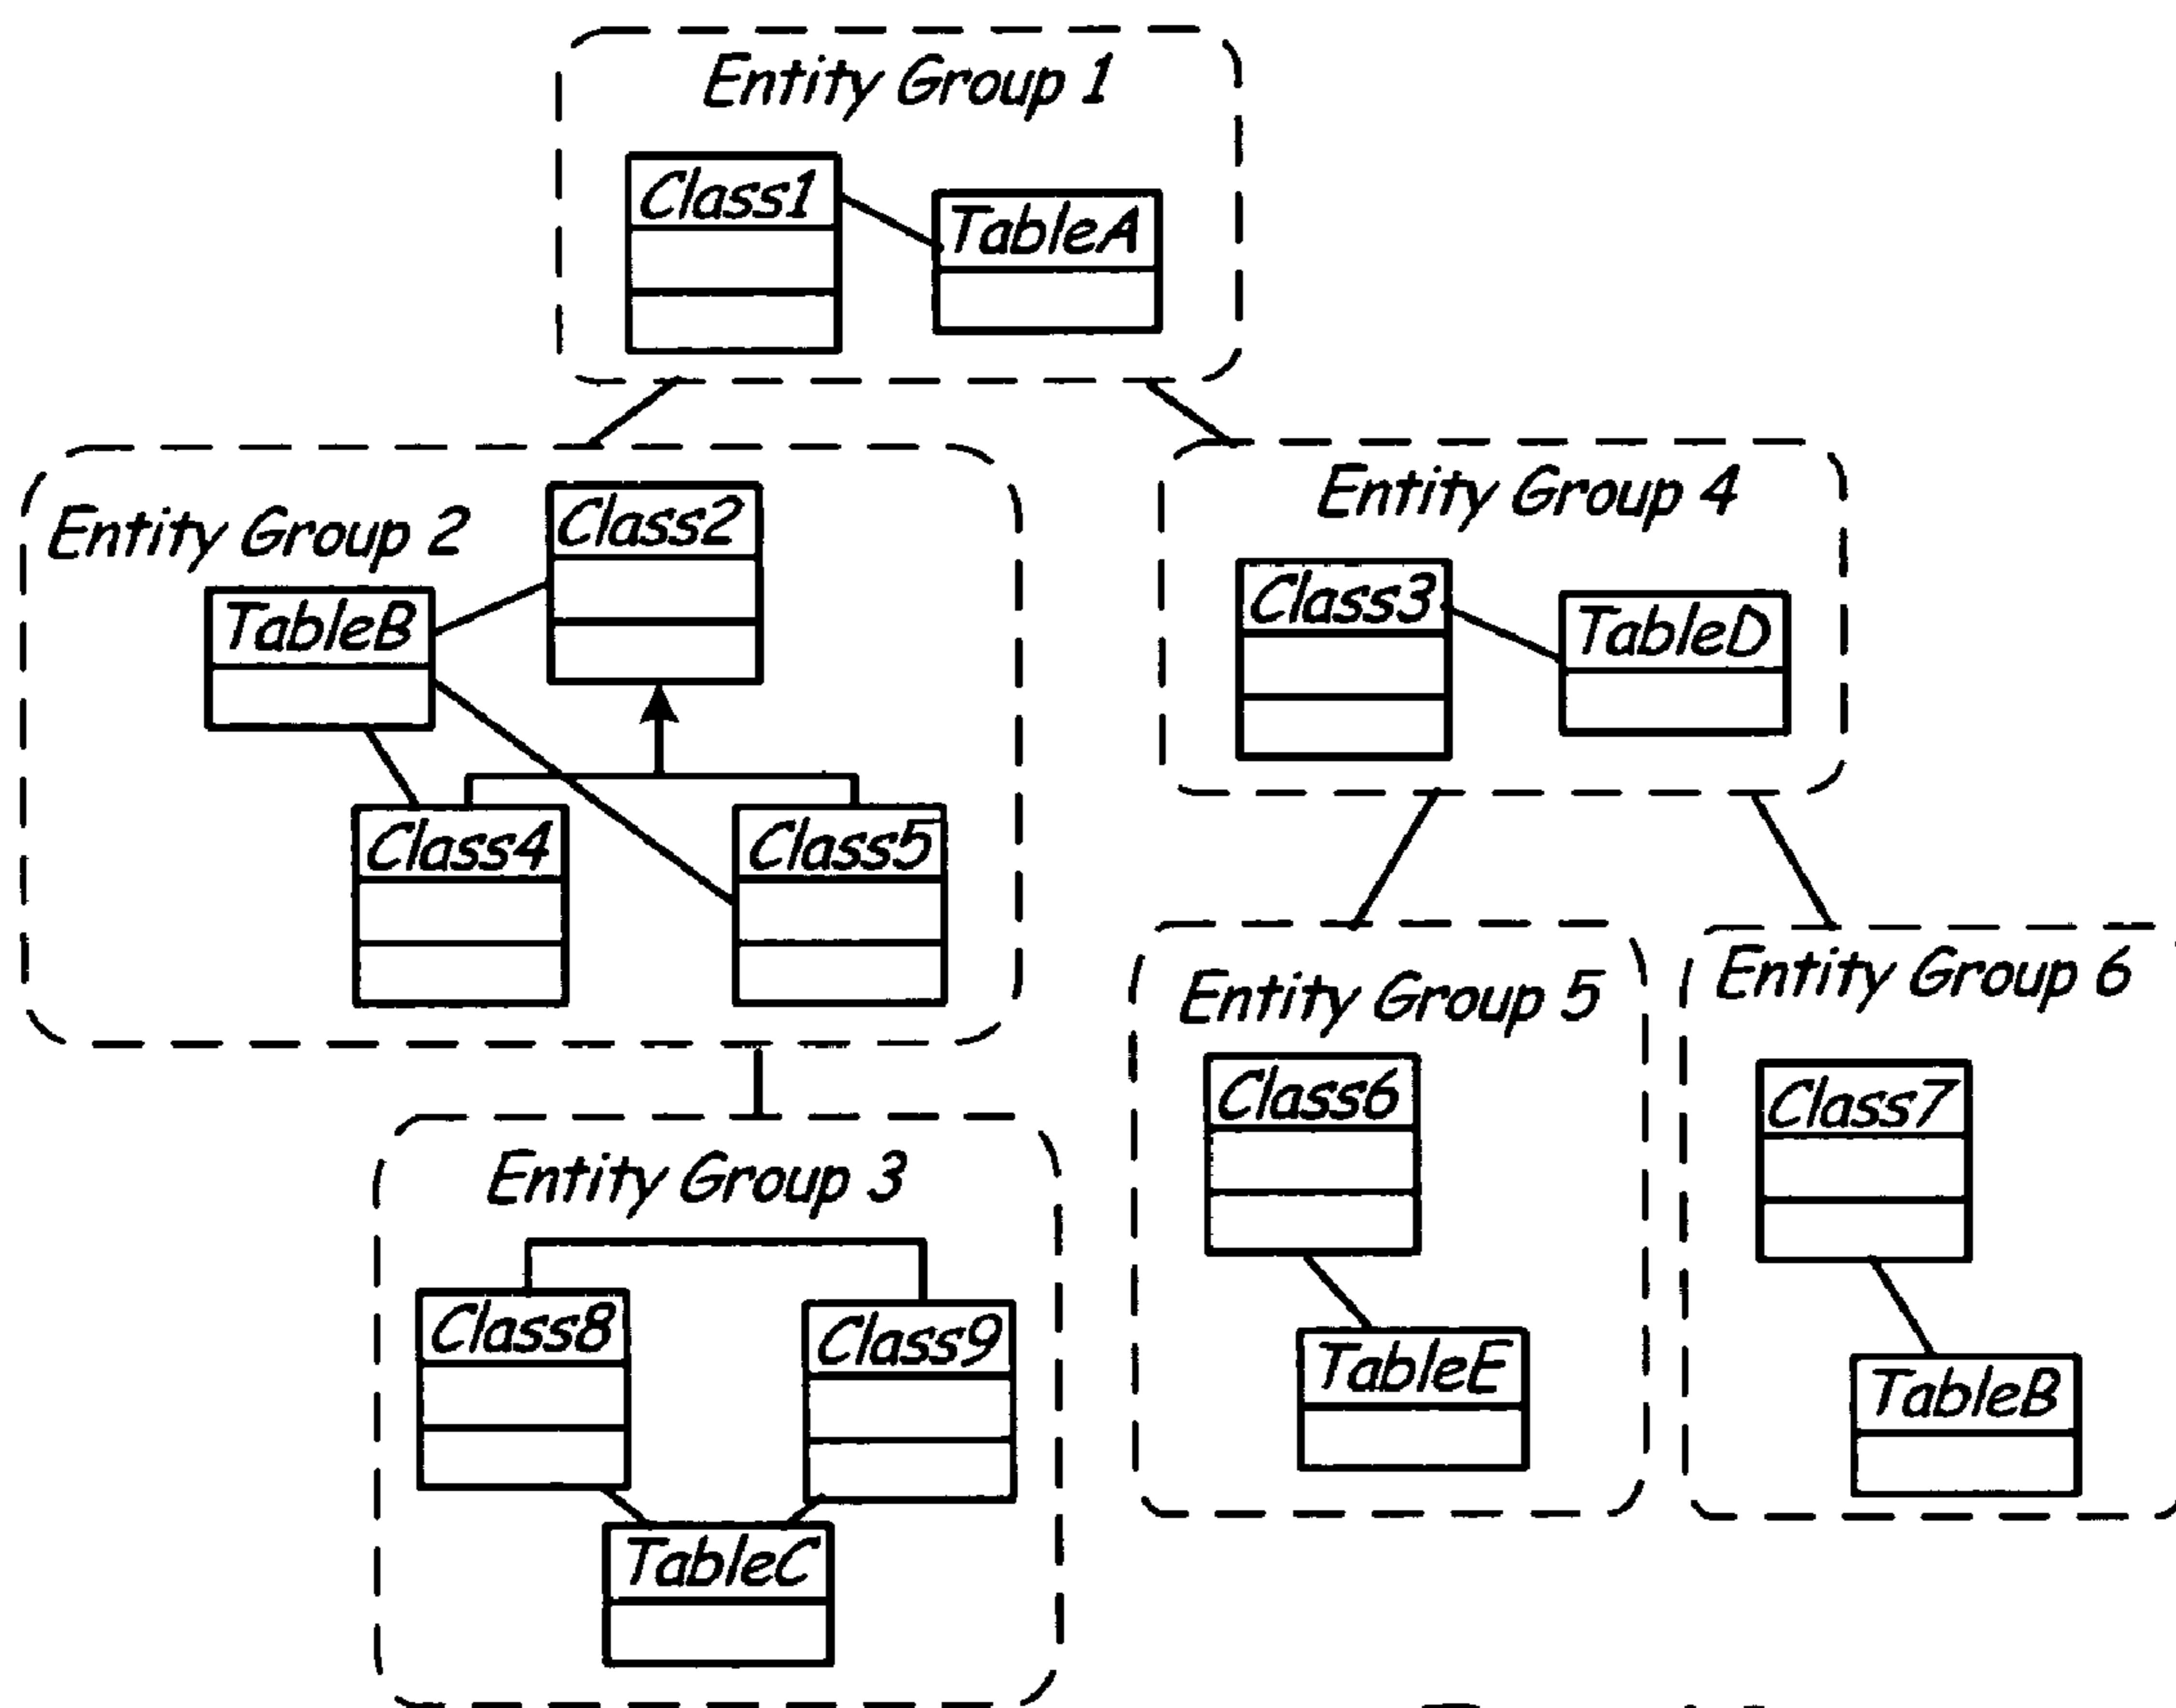 Entity Group 1
Class1
TableA
Entity Group 2
Class2
TableB
Class4
Class5
Entity Group 4
Class3
TableD
Entity Group 3
Class8
Class9
TableC
Entity Group 5
Class6
TableE
Entity Group 6
Class7
TableB